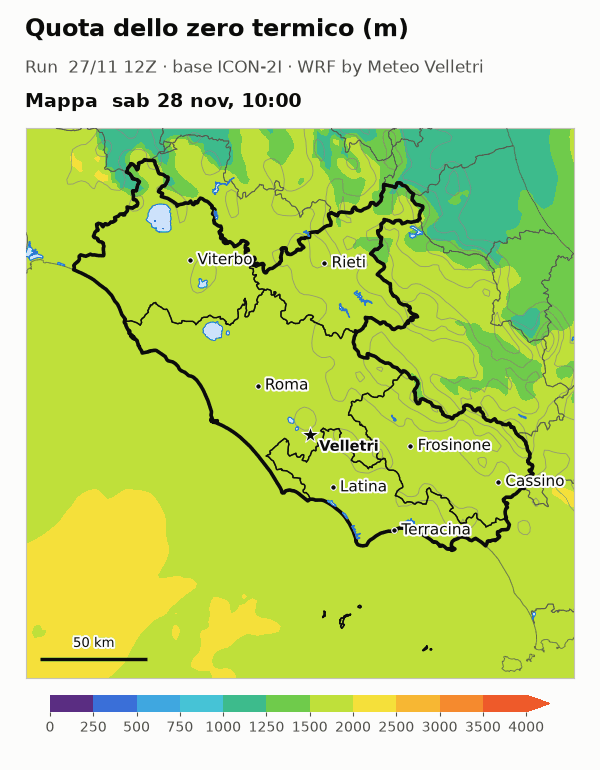 Quota dello zero termico (m)
Run  27/11 12Z · base ICON-2I · WRF by Meteo Velletri
Mappa  sab 28 nov, 10:00
Viterbo
Rieti
Roma
Velletri
Frosinone
Latina
Cassino
Terracina
50 km
0 250 500 750 1000 1250 1500 2000 2500 3000 3500 4000